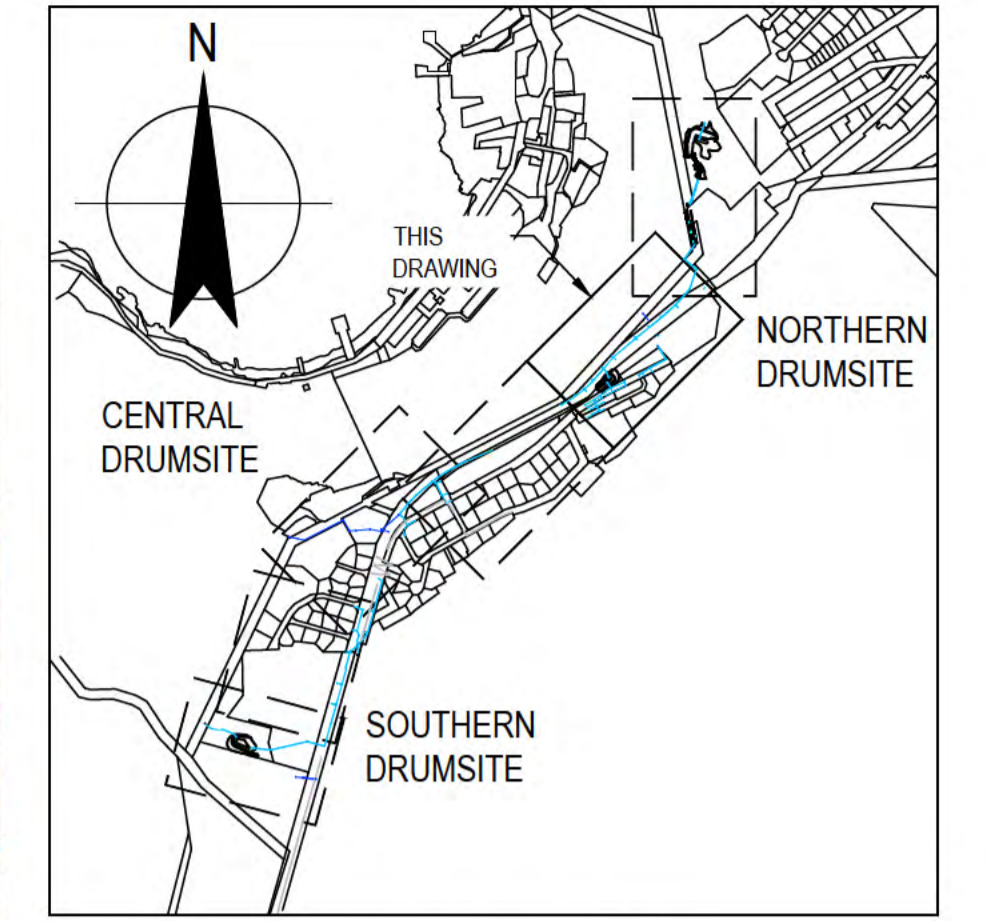 N
THIS
DRAWING
NORTHERN
DRUMSITE
CENTRAL
DRUMSITE
SOUTHERN
DRUMSITE